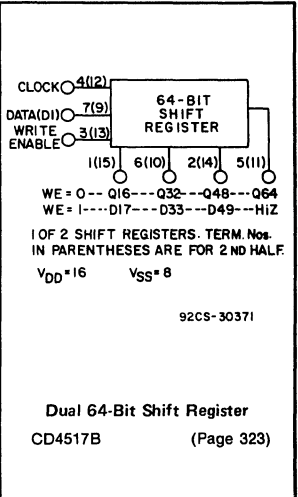 CLOCK 4(12)
DATA(DI) 7(9)
WRITE ENABLE 3(13)
64-BIT
SHIFT
REGISTER
1(15) 6(10) 2(14) 5(11)
WE = 0-- Q16---Q32---Q48---Q64
WE = 1----D17---D33---D49---HiZ
1 OF 2 SHIFT REGISTERS. TERM. Nos.
IN PARENTHESES ARE FOR 2 ND HALF.
VDD=16 VSS=8
92CS-30371
Dual 64-Bit Shift Register
CD4517B (Page 323)